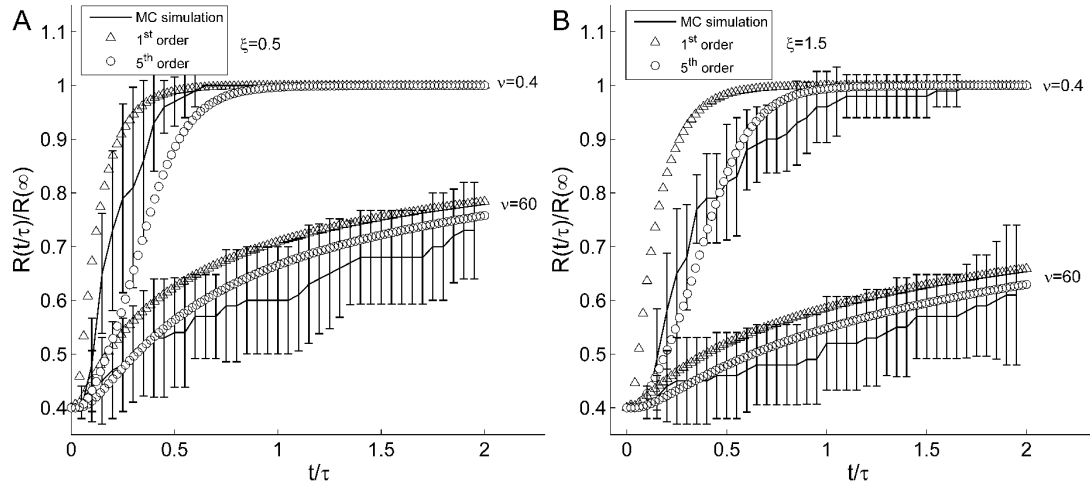 A
MC simulation
1st order
5th order
ξ=0.5
ν=0.4
ν=60
1.1
1
0.9
0.8
0.7
0.6
0.5
0.4
R(t/τ)/R(∞)
0
0.5
1
1.5
2
t/τ
B
MC simulation
1st order
5th order
ξ=1.5
ν=0.4
ν=60
1.1
1
0.9
0.8
0.7
0.6
0.5
0.4
R(t/τ)/R(∞)
0
0.5
1
1.5
2
t/τ